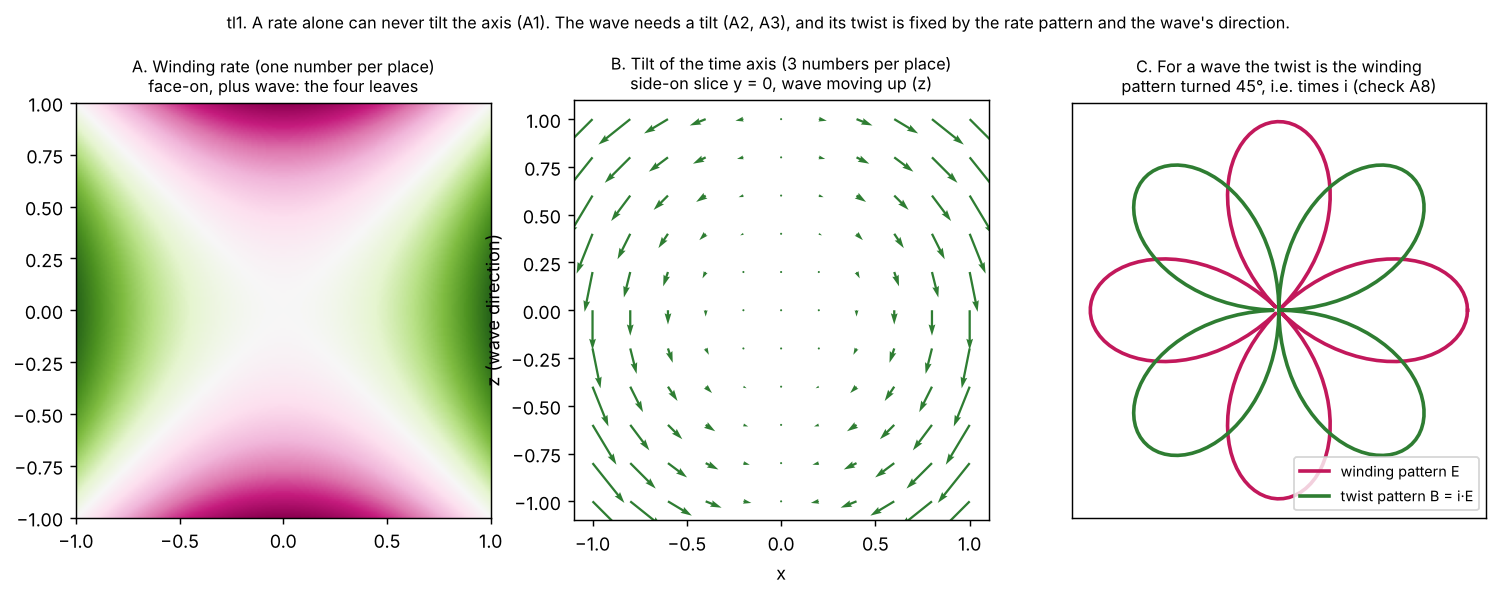 tl1. A rate alone can never tilt the axis (A1). The wave needs a tilt (A2, A3), and its twist is fixed by the rate pattern and the wave's direction.
A. Winding rate (one number per place)
face-on, plus wave: the four leaves
1.00
0.75
0.50
0.25
0.00
−0.25
−0.50
−0.75
−1.00
−1.0
−0.5
0.0
0.5
1.0
B. Tilt of the time axis (3 numbers per place)
side-on slice y = 0, wave moving up (z)
z (wave direction)
1.00
0.75
0.50
0.25
0.00
−0.25
−0.50
−0.75
−1.00
−1.0
−0.5
0.0
0.5
1.0
x
C. For a wave the twist is the winding
pattern turned 45°, i.e. times i (check A8)
winding pattern E
twist pattern B = i·E